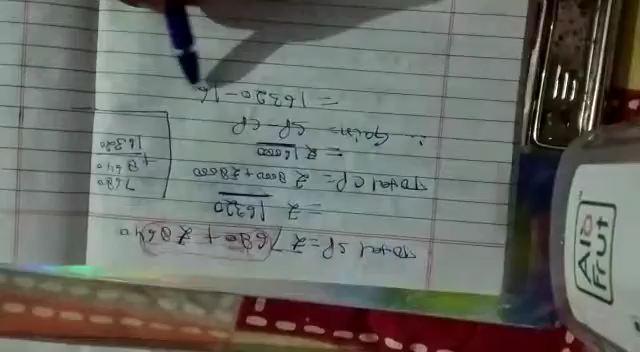 Total SP = ₹ 7680 + ₹ 8640
= ₹ 16320
Total CP = ₹ 8000 + ₹ 8000
= ₹ 16000
∴ Gain = SP - CP
= 16320 - 16
7680
+ 8640
16320
Alo
Frut